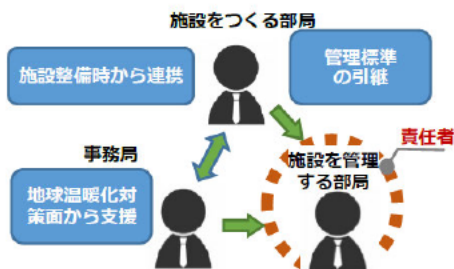 施設をつくる部局
施設整備時から連携
管理標準
の引継
責任者
事務局
施設を管理
する部局
地球温暖化対
策面から支援